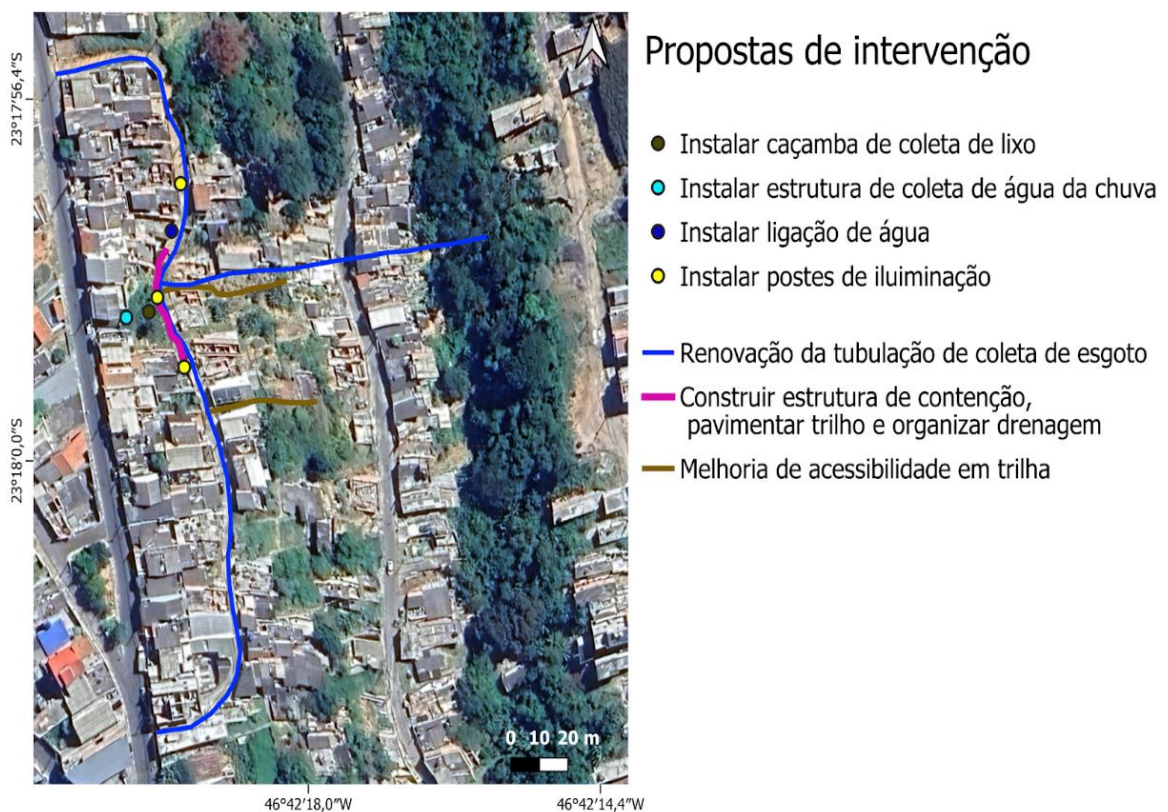 Propostas de intervenção
Instalar caçamba de coleta de lixo
Instalar estrutura de coleta de água da chuva
Instalar ligação de água
Instalar postes de iluiminação
Renovação da tubulação de coleta de esgoto
Construir estrutura de contenção,
pavimentar trilho e organizar drenagem
Melhoria de acessibilidade em trilha
23°17'56,4"S
23°18'0,0"S
0 10 20 m
46°42'18,0"W
46°42'14,4"W